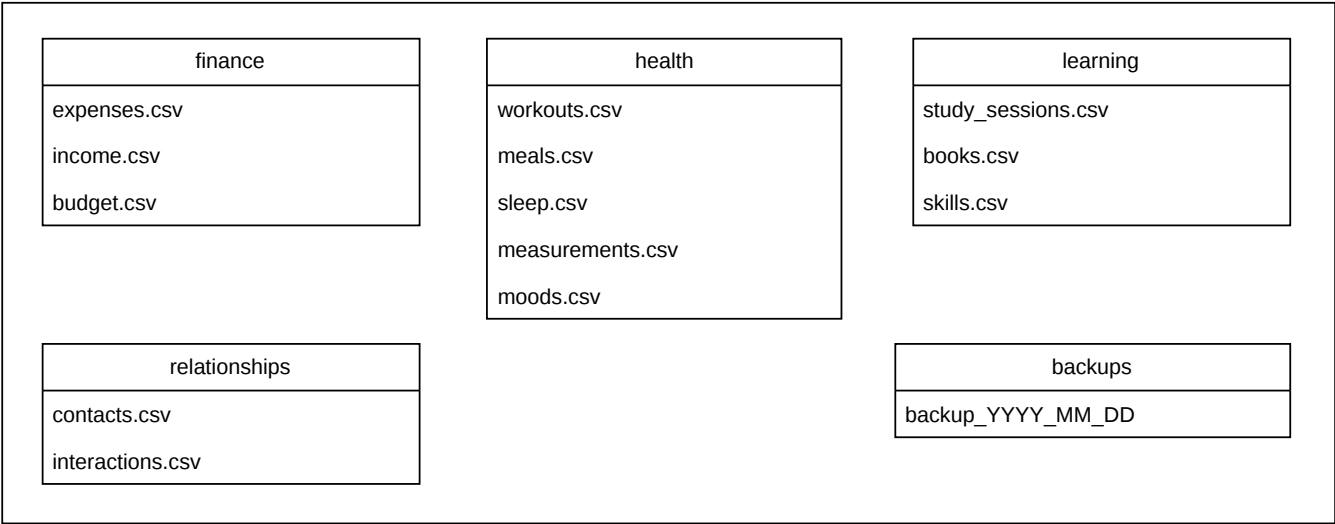 finance
expenses.csv
income.csv
budget.csv
health
workouts.csv
meals.csv
sleep.csv
measurements.csv
moods.csv
learning
study_sessions.csv
books.csv
skills.csv
relationships
contacts.csv
interactions.csv
backups
backup_YYYY_MM_DD